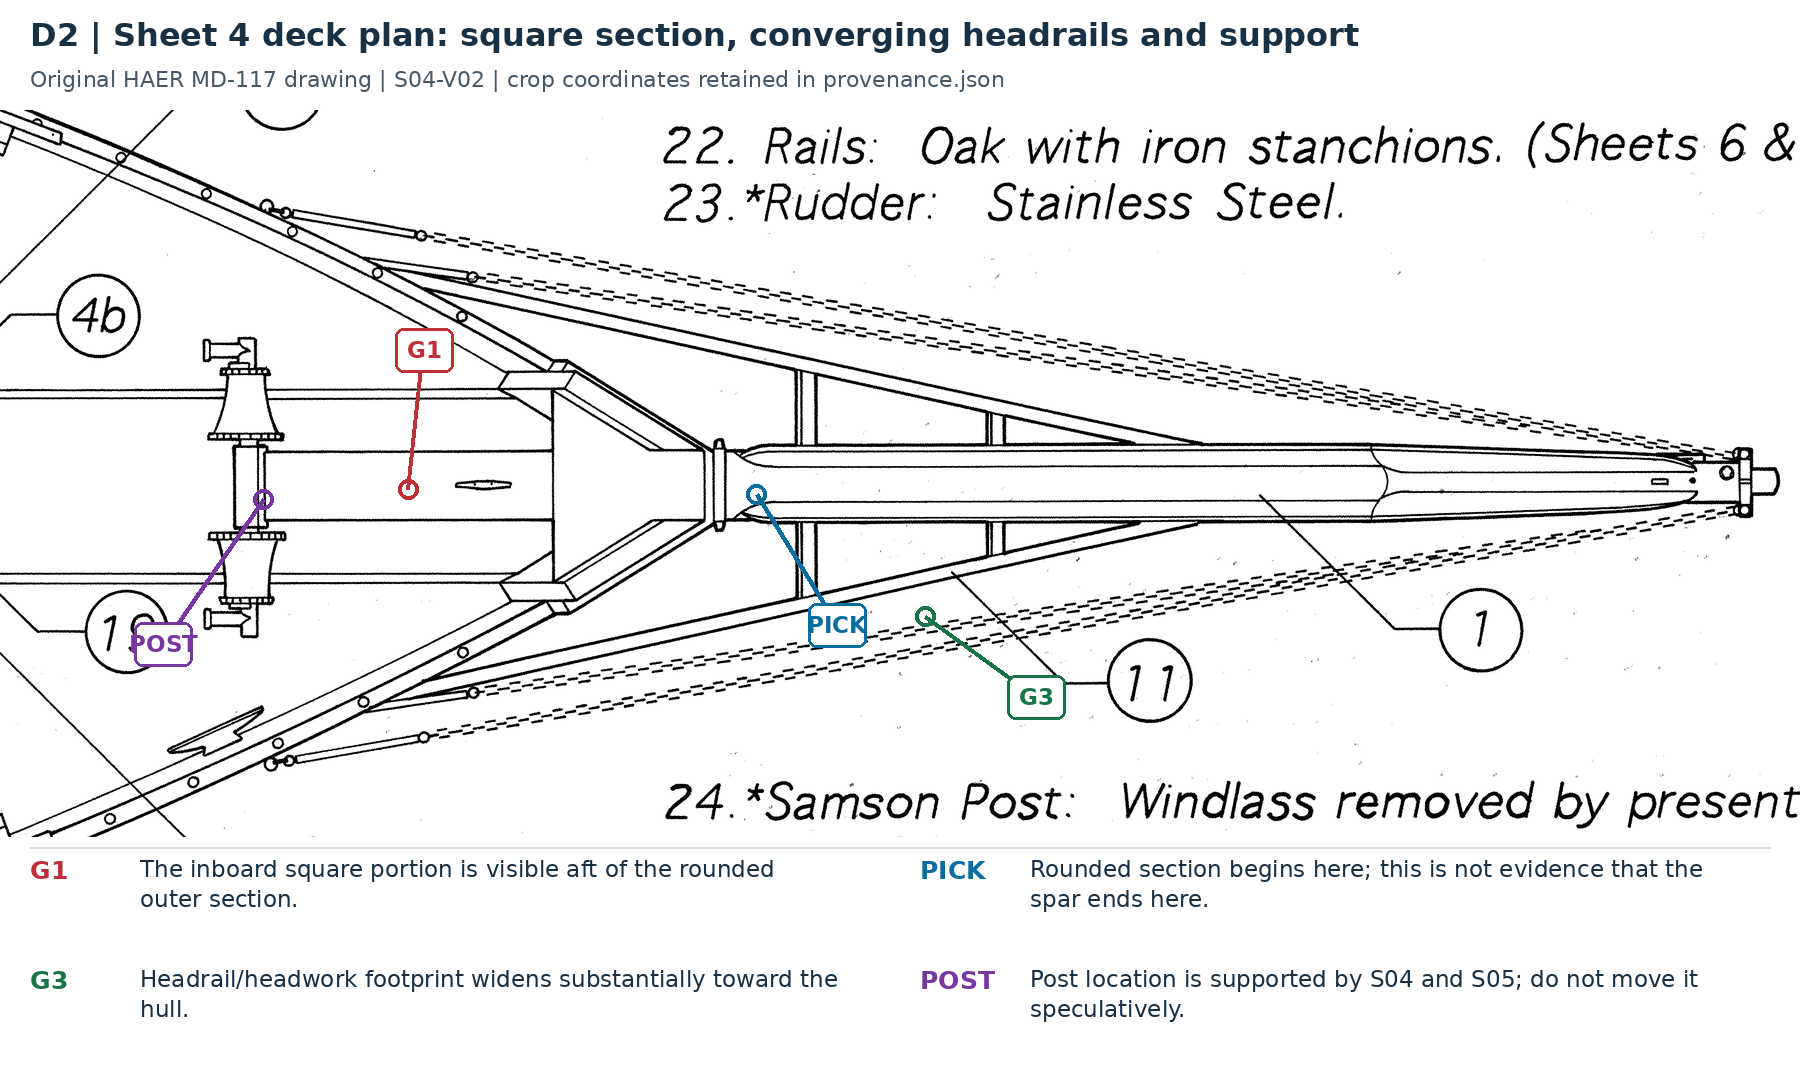 D2 | Sheet 4 deck plan: square section, converging headrails and support
Original HAER MD-117 drawing | S04-V02 | crop coordinates retained in provenance.json
22. Rails: Oak with iron stanchions. (Sheets 6 &
23.*Rudder: Stainless Steel.
4b
G1
PICK
POST
1
G3
11
24.*Samson Post: Windlass removed by present
G1 The inboard square portion is visible aft of the rounded
outer section.
PICK Rounded section begins here; this is not evidence that the
spar ends here.
G3 Headrail/headwork footprint widens substantially toward the
hull.
POST Post location is supported by S04 and S05; do not move it
speculatively.